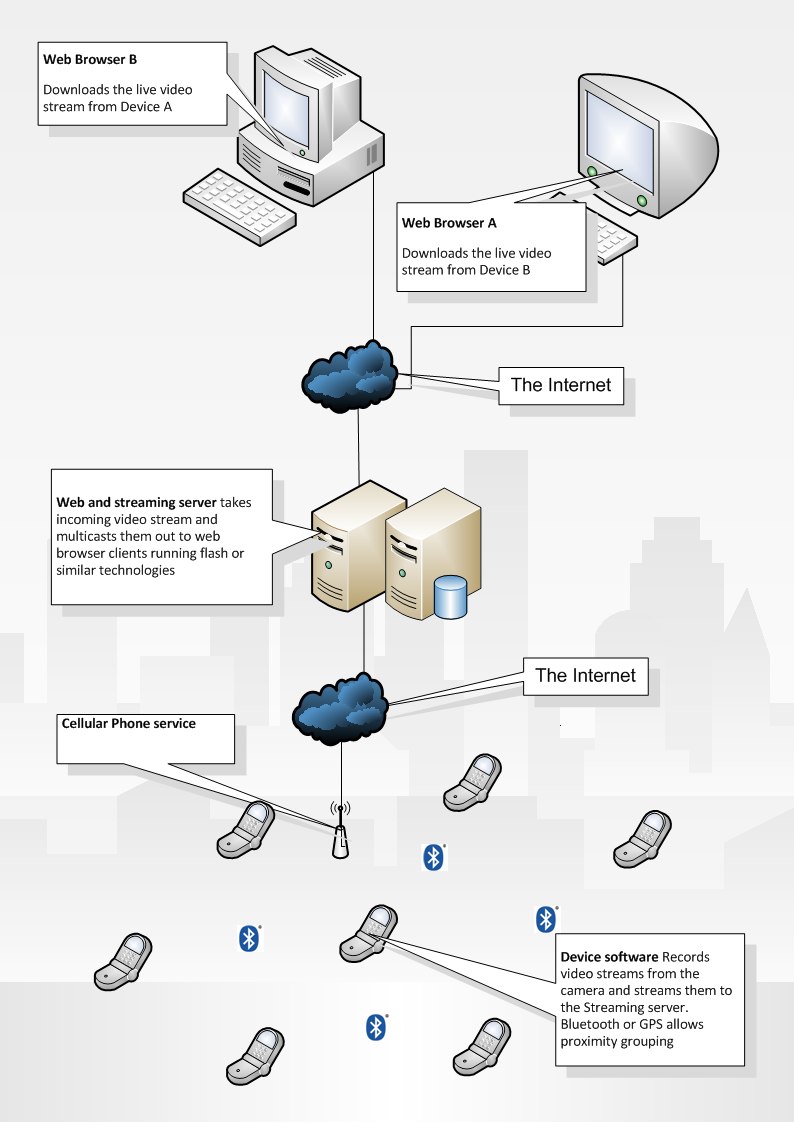 Web Browser B
Downloads the live video
stream from Device A
Web Browser A
Downloads the live video
stream from Device B
The Internet
Web and streaming server takes
incoming video stream and
multicasts them out to web
browser clients running flash or
similar technologies
The Internet
Cellular Phone service
Device software Records
video streams from the
camera and streams them to
the Streaming server.
Bluetooth or GPS allows
proximity grouping